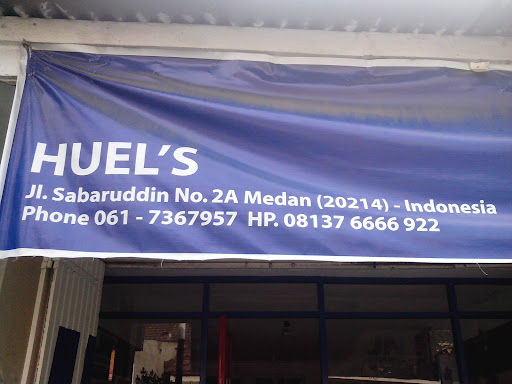 HUEL'S
Jl. Sabaruddin No. 2A Medan (20214) - Indonesia
Phone 061 - 7367957 HP. 08137 6666 922